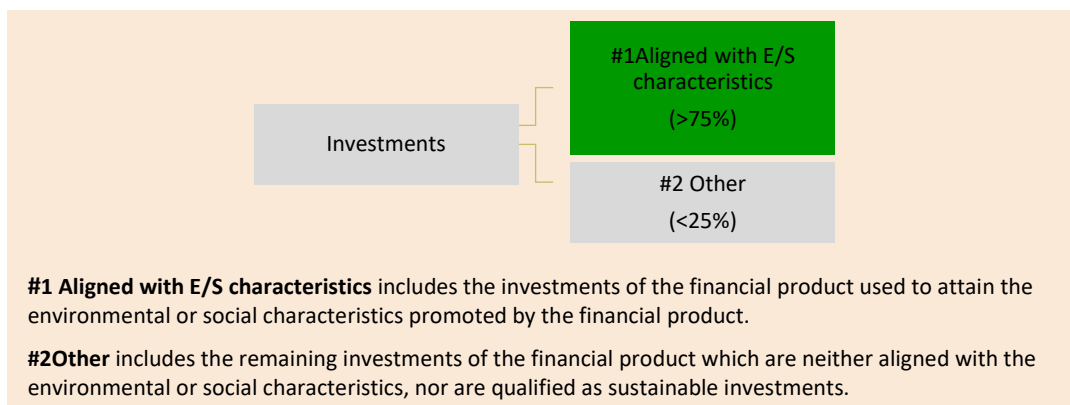 #1Aligned with E/S
characteristics
(>75%)
Investments
#2 Other
(<25%)
#1 Aligned with E/S characteristics includes the investments of the financial product used to attain the
environmental or social characteristics promoted by the financial product.
#2Other includes the remaining investments of the financial product which are neither aligned with the
environmental or social characteristics, nor are qualified as sustainable investments.